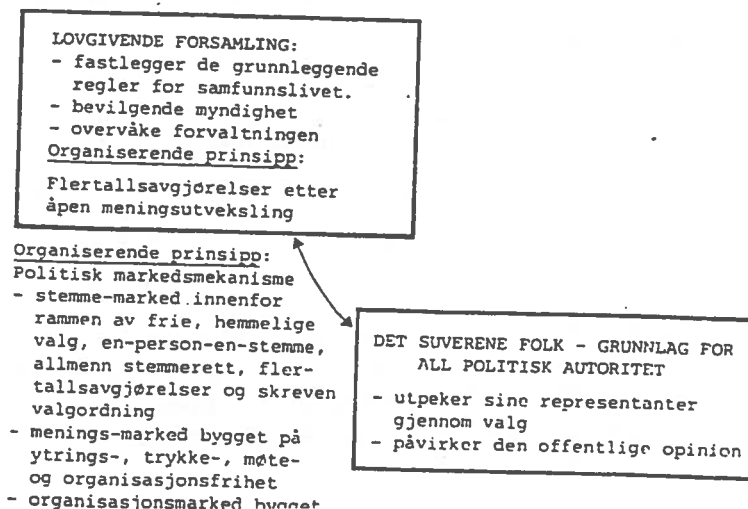 LOVGIVENDE FORSAMLING:
- fastlegger de grunnleggende
regler for samfunnslivet.
- bevilgende myndighet
- overvåke forvaltningen
Organiserende prinsipp:
Flertallsavgjørelser etter
åpen meningsutveksling
Organiserende prinsipp:
Politisk markedsmekanisme
- stemme-marked innenfor
rammen av frie, hemmelige
valg, en-person-en-stemme,
allmenn stemmerett, fler-
tallsavgjørelser og skreven
valgordning
- menings-marked bygget på
ytrings-, trykke-, møte-
og organisasjonsfrihet
- organisasjonsmarked bygget
DET SUVERENE FOLK - GRUNNLAG FOR
ALL POLITISK AUTORITET
- utpeker sine representanter
gjennom valg
- påvirker den offentlige opinion